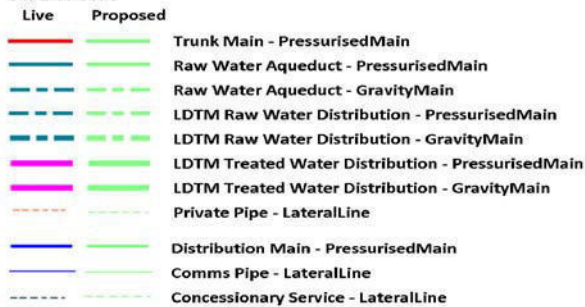 Live Proposed
Trunk Main - PressurisedMain
Raw Water Aqueduct - PressurisedMain
Raw Water Aqueduct - GravityMain
LDTM Raw Water Distribution - PressurisedMain
LDTM Raw Water Distribution - GravityMain
LDTM Treated Water Distribution - PressurisedMain
LDTM Treated Water Distribution - GravityMain
Private Pipe - LateralLine
Distribution Main - PressurisedMain
Comms Pipe - LateralLine
Concessionary Service - LateralLine